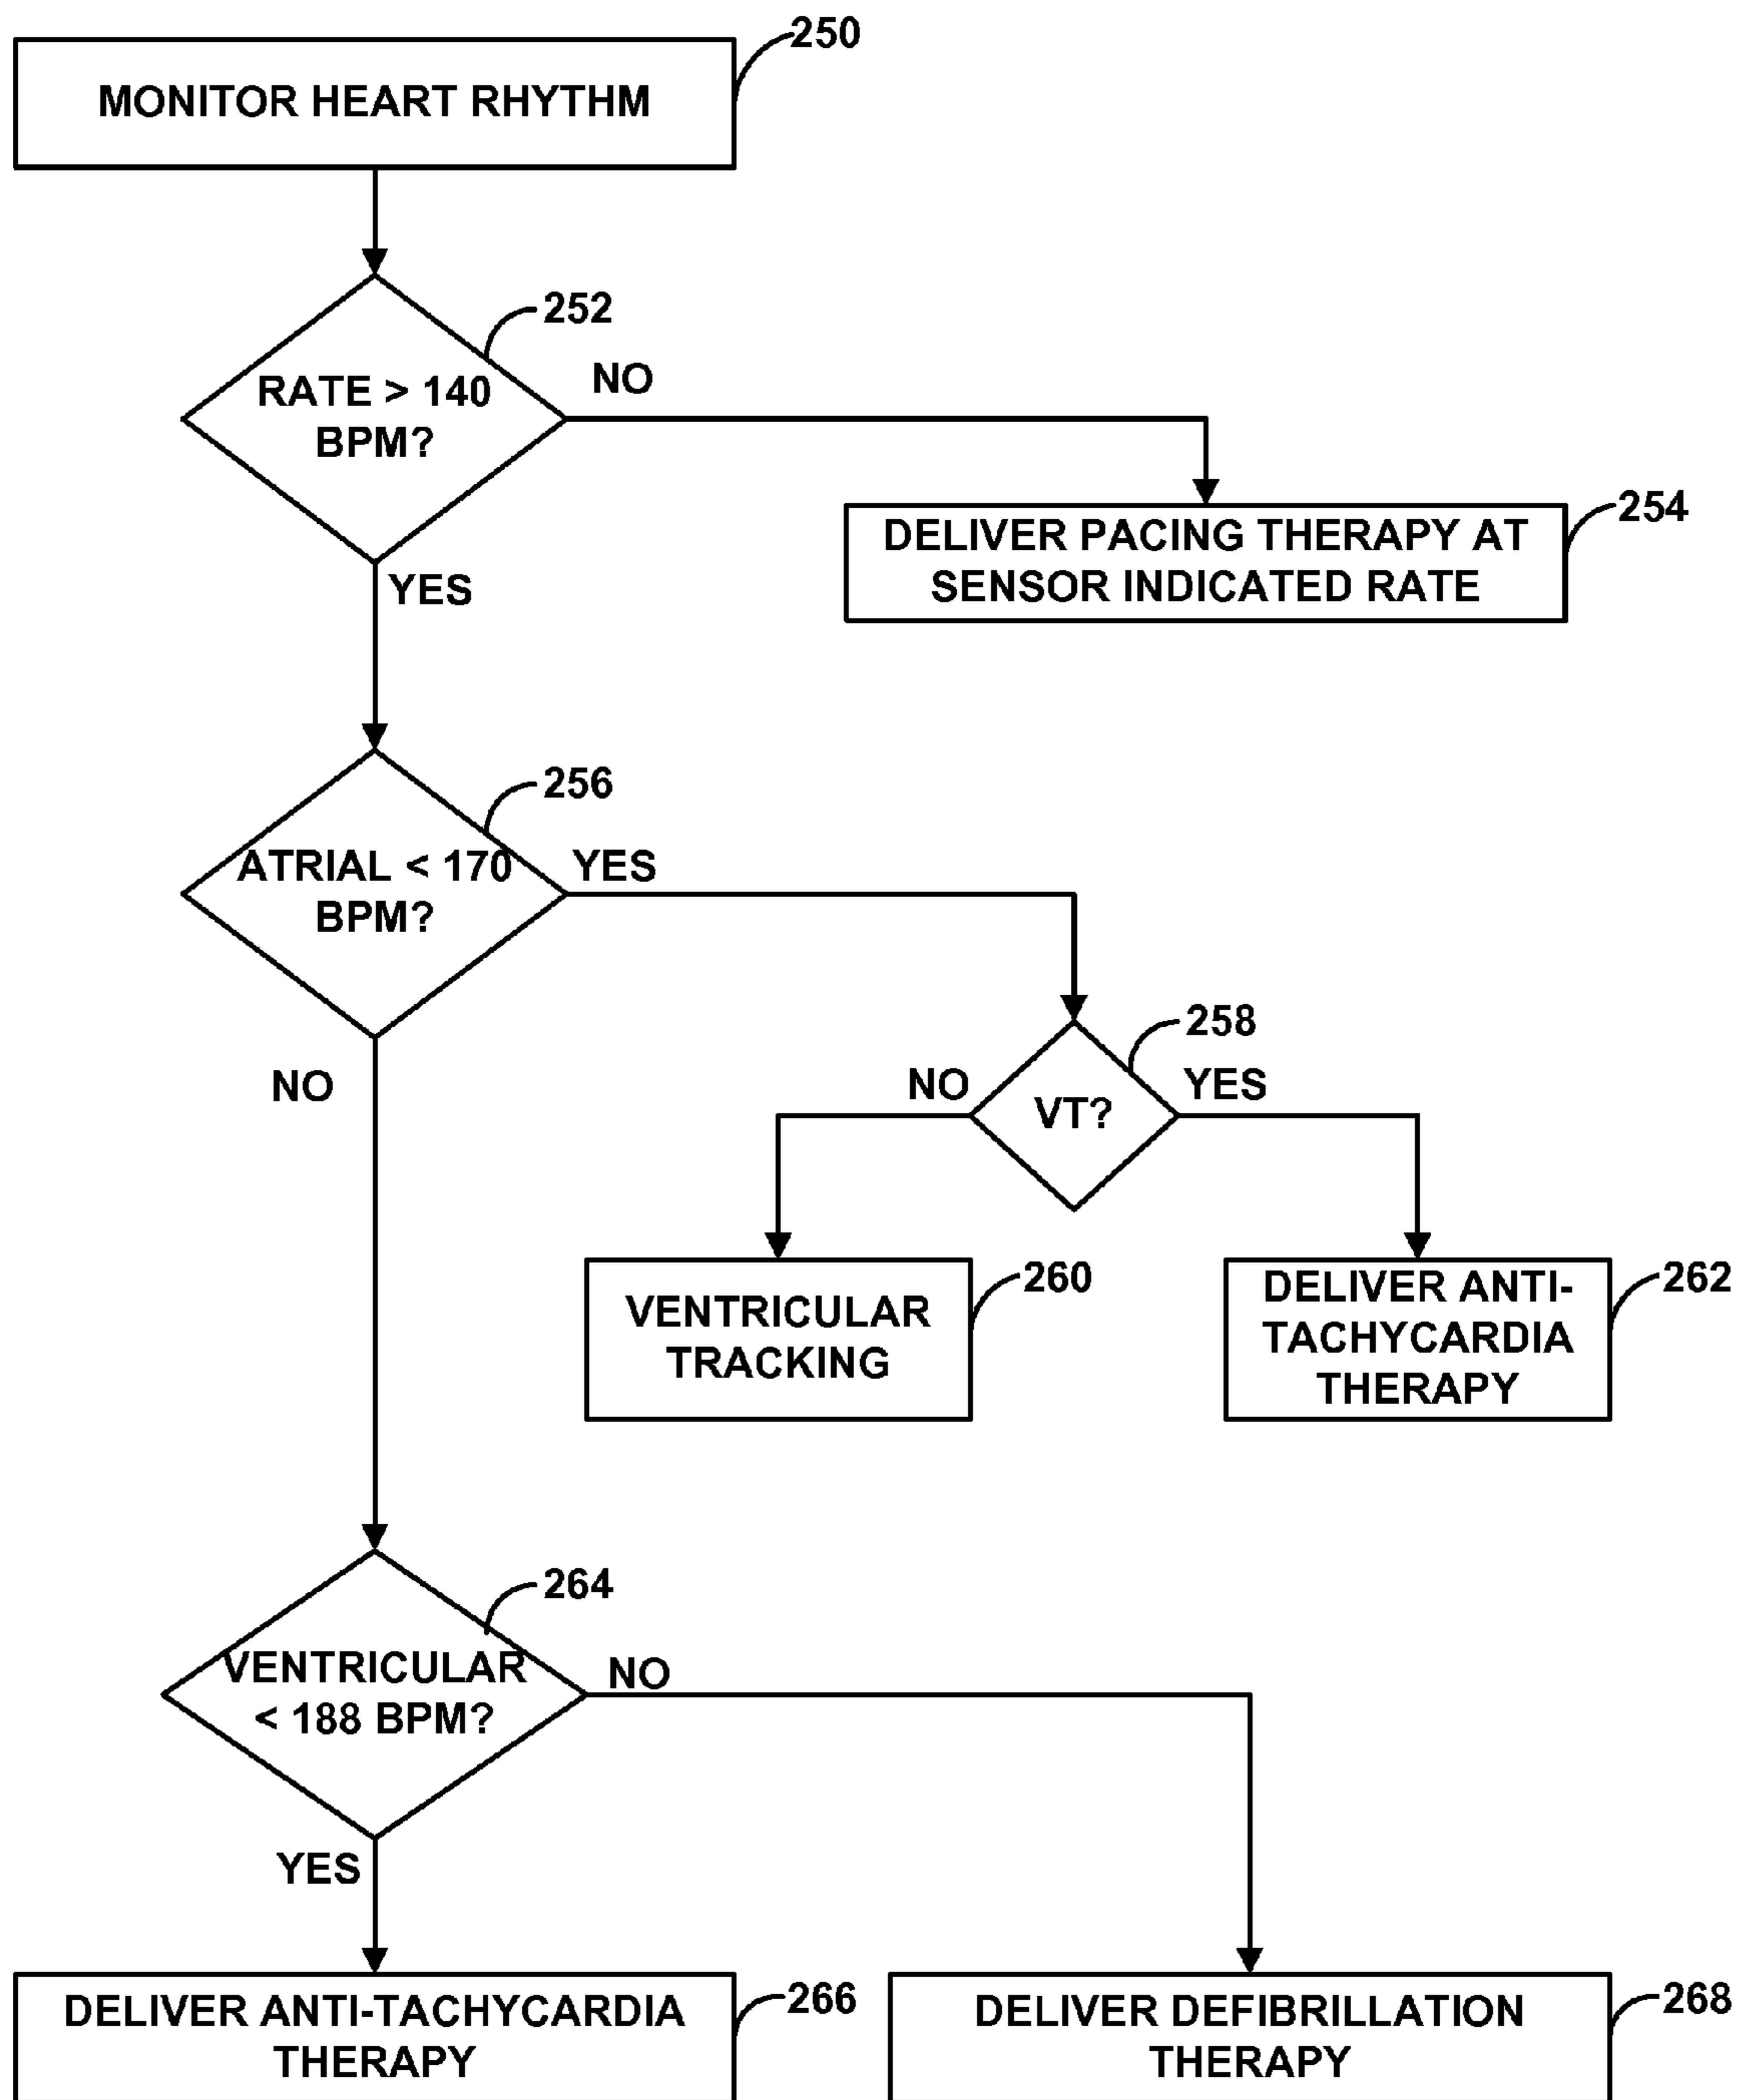 250
MONITOR HEART RHYTHM
252
RATE > 140
BPM?
NO
YES
254
DELIVER PACING THERAPY AT
SENSOR INDICATED RATE
256
ATRIAL < 170
BPM?
YES
NO
258
VT?
NO
YES
260
VENTRICULAR
TRACKING
262
DELIVER ANTI-
TACHYCARDIA
THERAPY
264
VENTRICULAR
< 188 BPM?
NO
YES
266
DELIVER ANTI-TACHYCARDIA
THERAPY
268
DELIVER DEFIBRILLATION
THERAPY